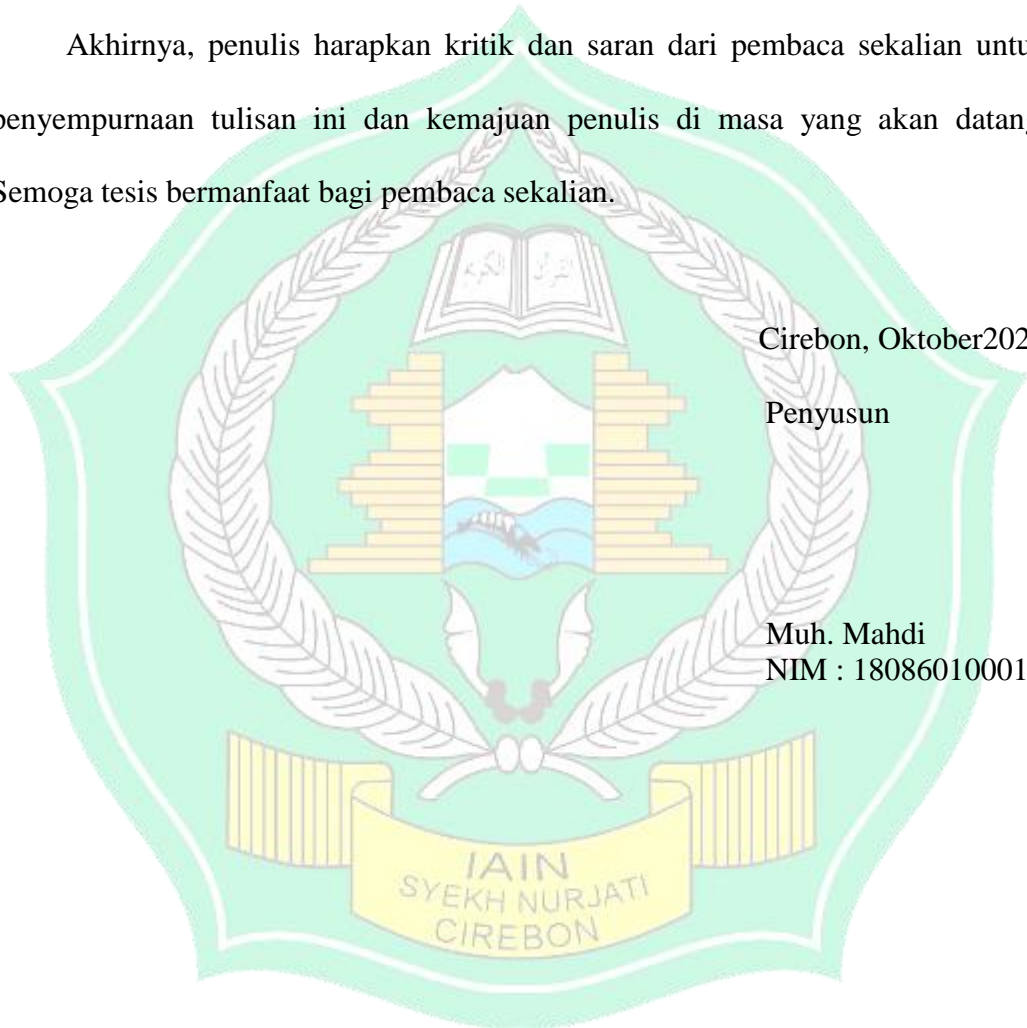 Akhirnya, penulis harapkan kritik dan saran dari pembaca sekalian untu
penyempurnaan tulisan ini dan kemajuan penulis di masa yang akan datang
Semoga tesis bermanfaat bagi pembaca sekalian.
القرآن الكريم
Cirebon, Oktober202
Penyusun
Muh. Mahdi
NIM : 18086010001
IAIN
SYEKH NURJATI
CIREBON